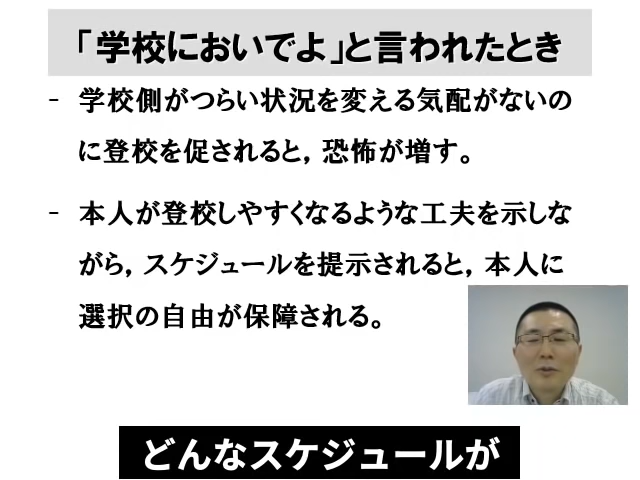 「学校においでよ」と言われたとき
- 学校側がつらい状況を変える気配がないの
に登校を促されると，恐怖が増す。
- 本人が登校しやすくなるような工夫を示しな
がら，スケジュールを提示されると，本人に
選択の自由が保障される。
どんなスケジュールが